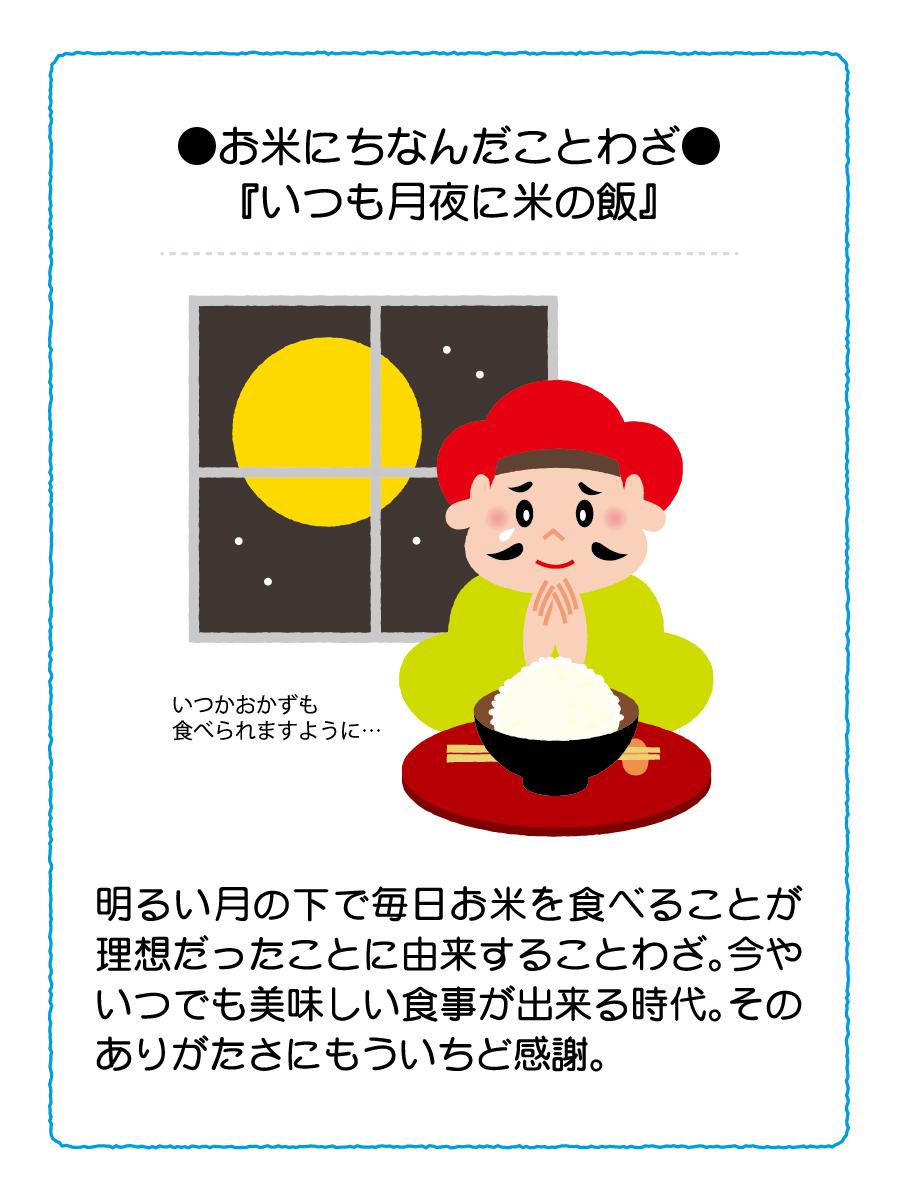 ●お米にちなんだことわざ●
『いつも月夜に米の飯』
いつかおかずも
食べられますように…
明るい月の下で毎日お米を食べることが
理想だったことに由来することわざ。今や
いつでも美味しい食事が出来る時代。その
ありがたさにもういちど感謝。